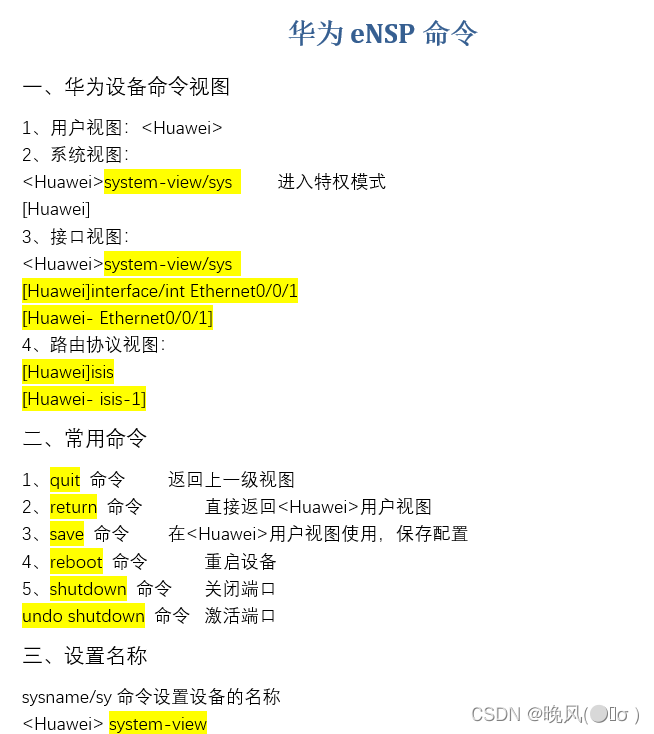 华为 eNSP 命令
一、华为设备命令视图
1、用户视图：<Huawei>
2、系统视图：
<Huawei>system-view/sys 进入特权模式
[Huawei]
3、接口视图：
<Huawei>system-view/sys
[Huawei]interface/int Ethernet0/0/1
[Huawei- Ethernet0/0/1]
4、路由协议视图：
[Huawei]isis
[Huawei- isis-1]
二、常用命令
1、quit 命令 返回上一级视图
2、return 命令 直接返回<Huawei>用户视图
3、save 命令 在<Huawei>用户视图使用，保存配置
4、reboot 命令 重启设备
5、shutdown 命令 关闭端口
undo shutdown 命令 激活端口
三、设置名称
sysname/sy 命令设置设备的名称
<Huawei> system-view
CSDN @晚风(